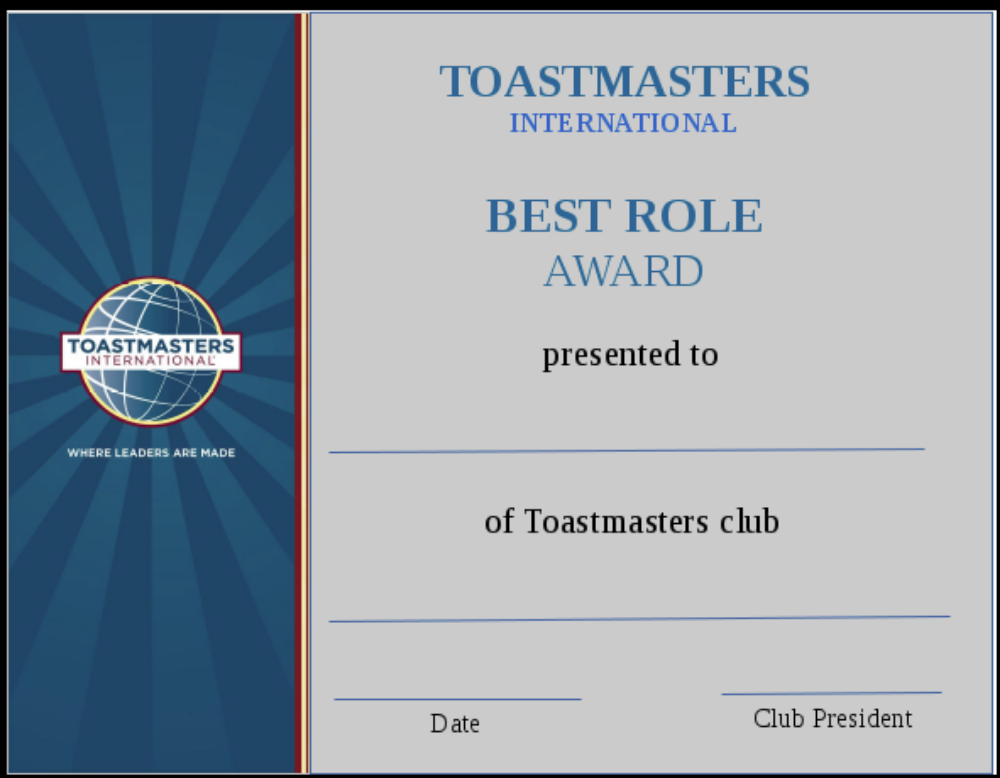 TOASTMASTERS
INTERNATIONAL
WHERE LEADERS ARE MADE
TOASTMASTERS
INTERNATIONAL
BEST ROLE
AWARD
presented to
of Toastmasters club
Date
Club President